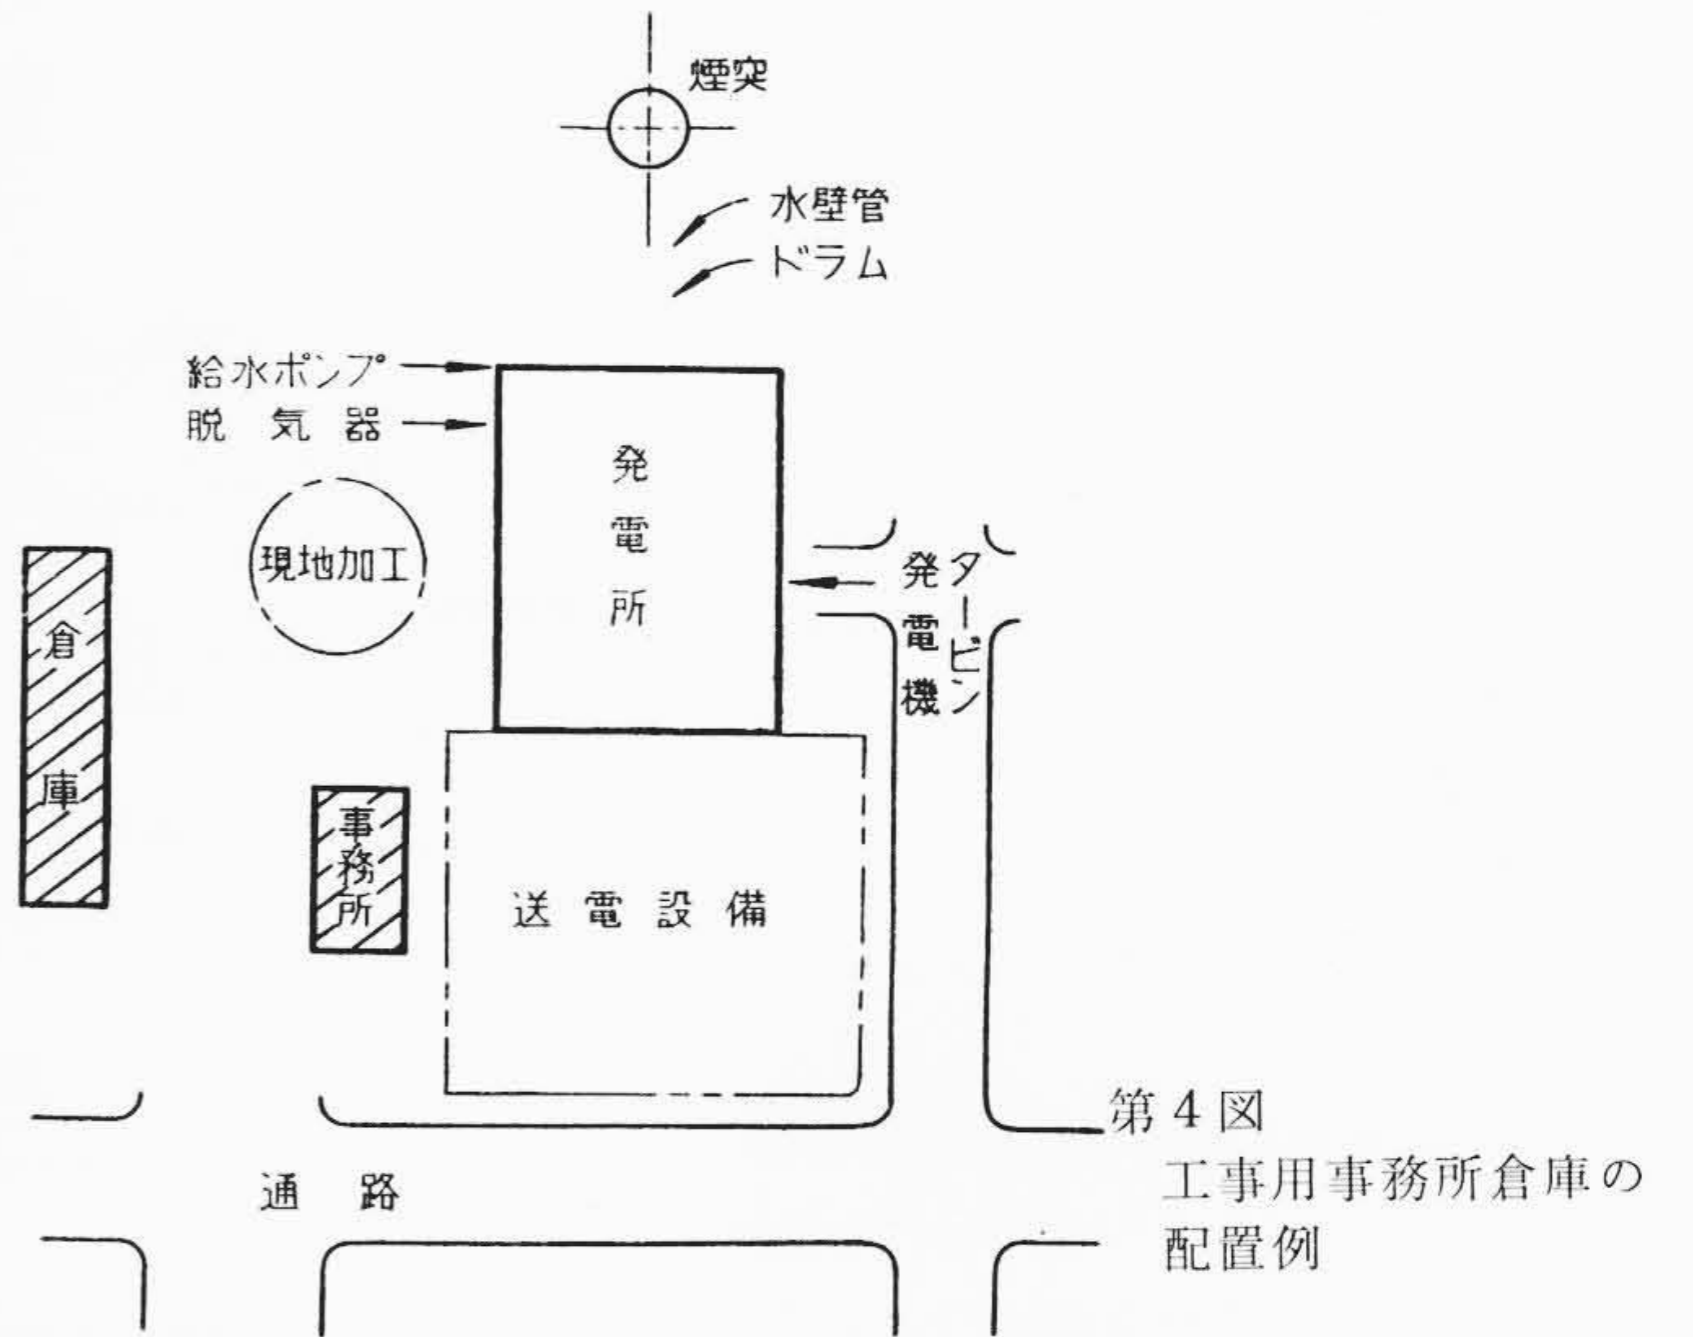 煙突
水壁管
ドラム
給水ポンプ
脱気器
発電所
現地加工
タービン
発電機
倉庫
事務所
送電設備
通路
第4図
工事用事務所倉庫の
配置例